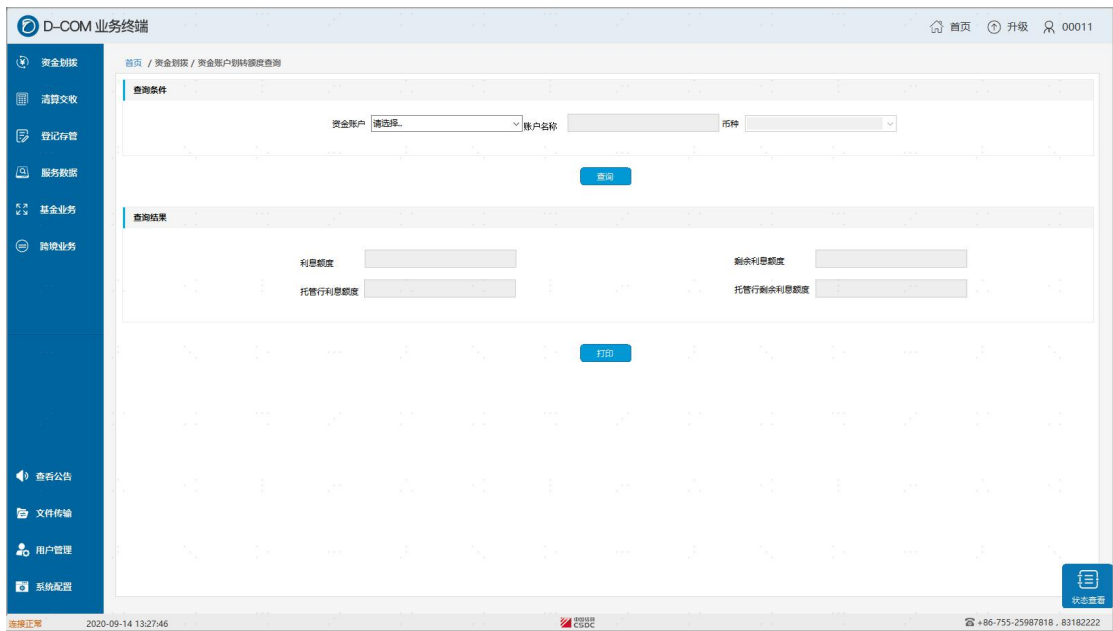 D-COM 业务终端
首页 升级 00011
资金划拨
清算交收
登记存管
服务数据
基金业务
跨境业务
查看公告
文件传输
用户管理
系统配置
首页 / 资金划拨 / 资金账户划转额度查询
查询条件
资金账户 请选择.. 账户名称 币种
查询
查询结果
利息额度 剩余利息额度
托管行利息额度 托管行剩余利息额度
打印
状态查看
连接正常 2020-09-14 13:27:46 中国结算 CSDC +86-755-25987818 , 83182222